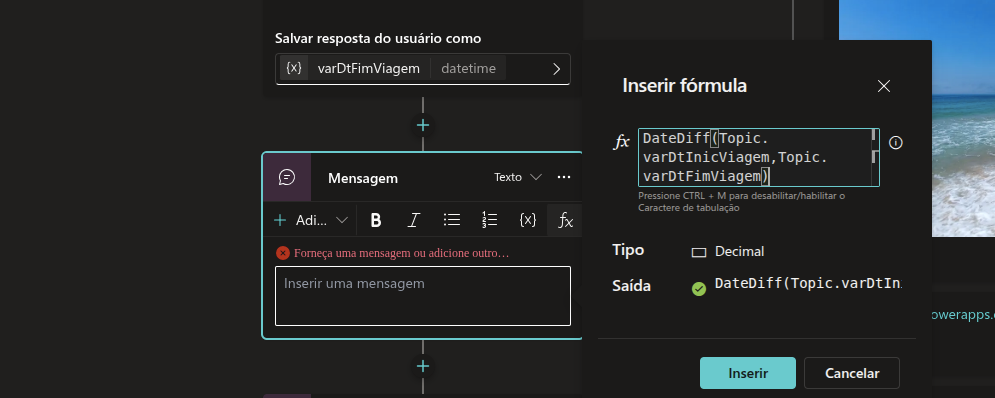 Salvar resposta do usuário como
{x} varDtFimViagem datetime
Mensagem
Texto
Adi...
B I {x} fx
Forneça uma mensagem ou adicione outro…
Inserir uma mensagem
Inserir fórmula
fx
DateDiff(Topic.
varDtInicViagem,Topic.
varDtFimViagem)
Pressione CTRL + M para desabilitar/habilitar o
Caractere de tabulação
Tipo
Decimal
Saída
DateDiff(Topic.varDtIn
Inserir
Cancelar
owerapps.